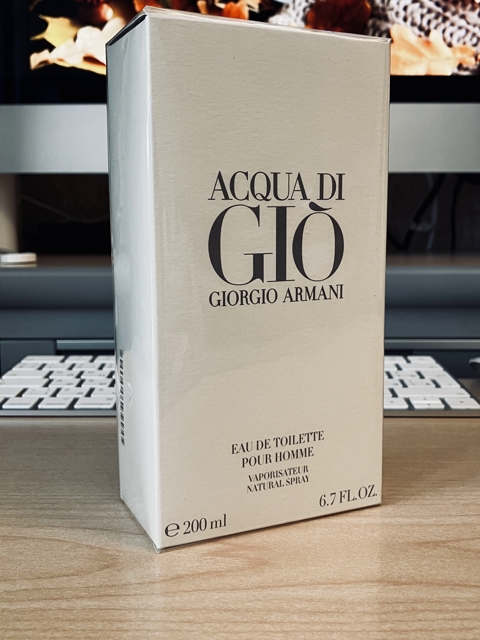 ACQUA DI
GIÒ
GIORGIO ARMANI
EAU DE TOILETTE
POUR HOMME
VAPORISATEUR
NATURAL SPRAY
℮ 200 ml
6.7 FL.OZ.